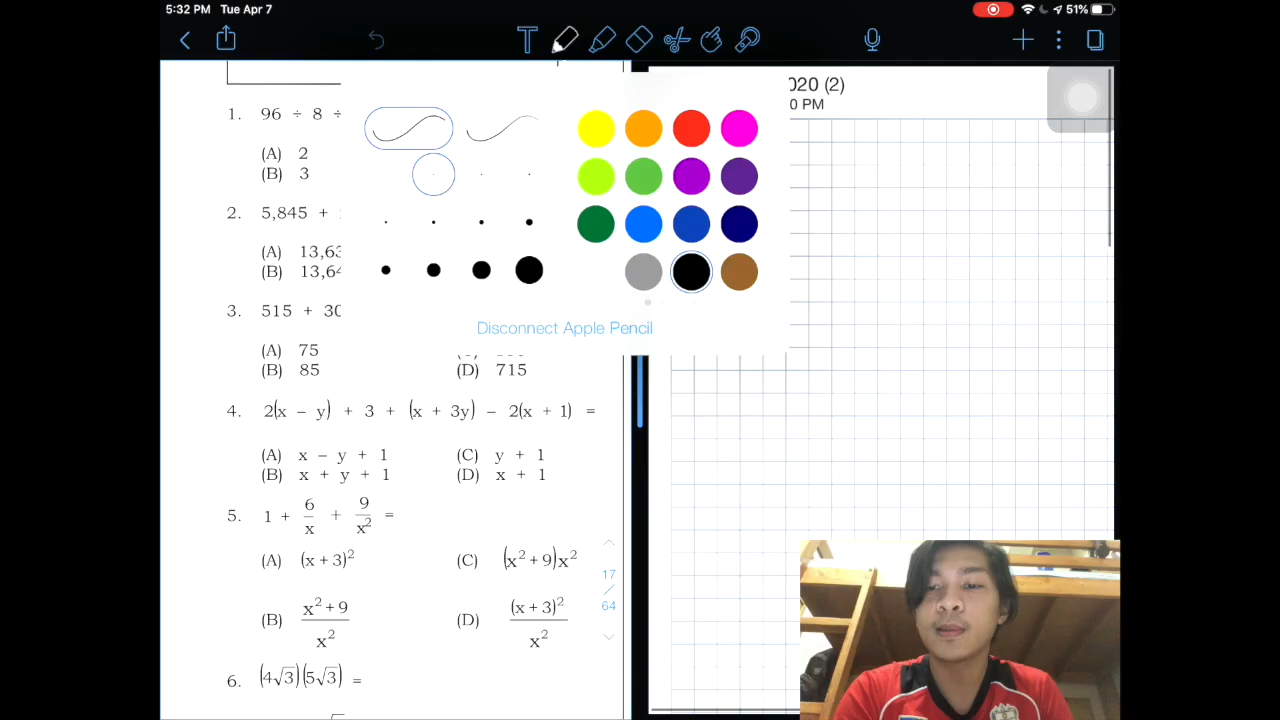 5:32 PM Tue Apr 7
51%
T
020 (2)
0 PM
1. 96 ÷ 8 ÷
(A) 2
(B) 3
2. 5,845 +
(A) 13,63
(B) 13,64
3. 515 + 30
(A) 75
(B) 85
(D) 715
Disconnect Apple Pencil
4. 2(x − y) + 3 + (x + 3y) − 2(x + 1) =
(A) x − y + 1
(C) y + 1
(B) x + y + 1
(D) x + 1
5. 1 + 6/x + 9/x² =
(A) (x + 3)²
(C) (x² + 9)x²
(B) x² + 9 / x²
(D) (x + 3)² / x²
17
/
64
6. (4√3)(5√3) =